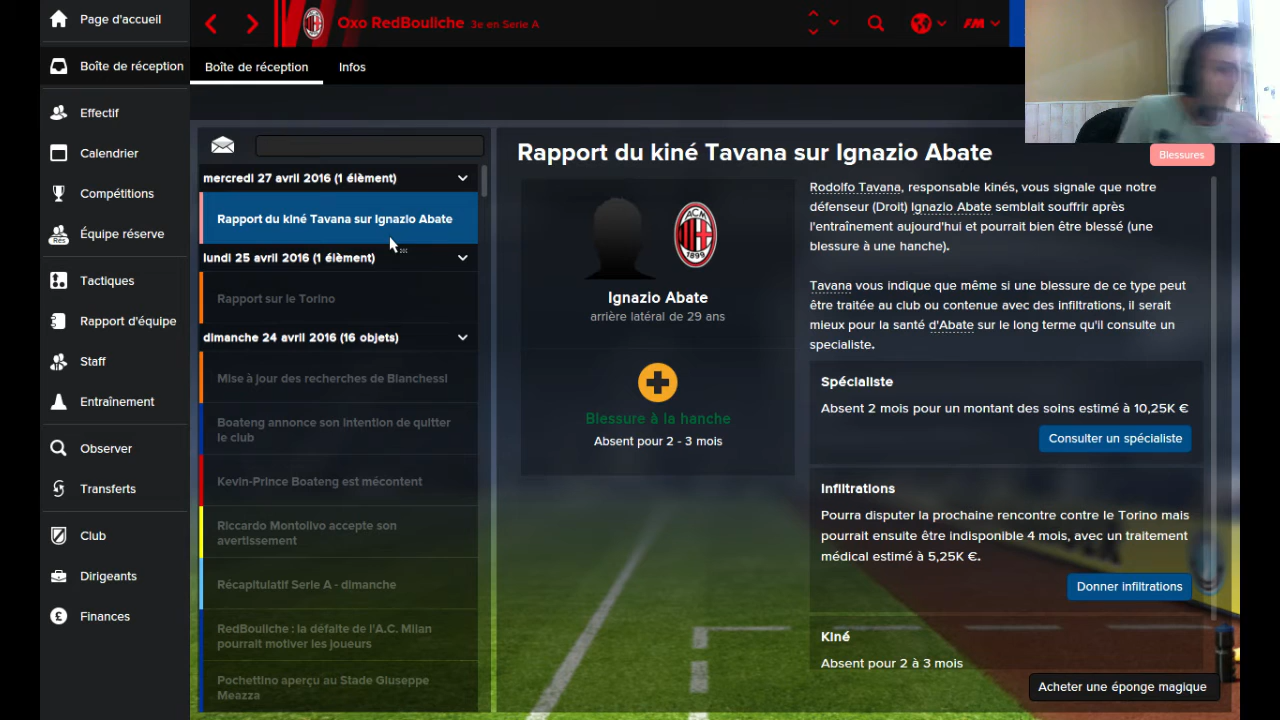 Page d'accueil
Boîte de réception
Effectif
Calendrier
Compétitions
Rés
Équipe réserve
Tactiques
Rapport d'équipe
Staff
Entraînement
Observer
Transferts
Club
Dirigeants
Finances
Oxo RedBouliche 3e en Serie A
FM
Boîte de réception
Infos
mercredi 27 avril 2016 (1 élèment)
Rapport du kiné Tavana sur Ignazio Abate
lundi 25 avril 2016 (1 élèment)
Rapport sur le Torino
dimanche 24 avril 2016 (16 objets)
Mise à jour des recherches de Bianchessi
Boateng annonce son intention de quitter
le club
Kevin-Prince Boateng est mécontent
Riccardo Montolivo accepte son
avertissement
Récapitulatif Serie A - dimanche
RedBouliche : la défaite de l'A.C. Milan
pourrait motiver les joueurs
Pochettino aperçu au Stade Giuseppe
Meazza
Rapport du kiné Tavana sur Ignazio Abate
Blessures
ACM
1899
Ignazio Abate
arrière latéral de 29 ans
Blessure à la hanche
Absent pour 2 - 3 mois
Rodolfo Tavana, responsable kinés, vous signale que notre
défenseur (Droit) Ignazio Abate semblait souffrir après
l'entraînement aujourd'hui et pourrait bien être blessé (une
blessure à une hanche).
Tavana vous indique que même si une blessure de ce type peut
être traitée au club ou contenue avec des infiltrations, il serait
mieux pour la santé d'Abate sur le long terme qu'il consulte un
specialiste.
Spécialiste
Absent 2 mois pour un montant des soins estimé à 10,25K €
Consulter un spécialiste
Infiltrations
Pourra disputer la prochaine rencontre contre le Torino mais
pourrait ensuite être indisponible 4 mois, avec un traitement
médical estimé à 5,25K €.
Donner infiltrations
Kiné
Absent pour 2 à 3 mois
Acheter une éponge magique